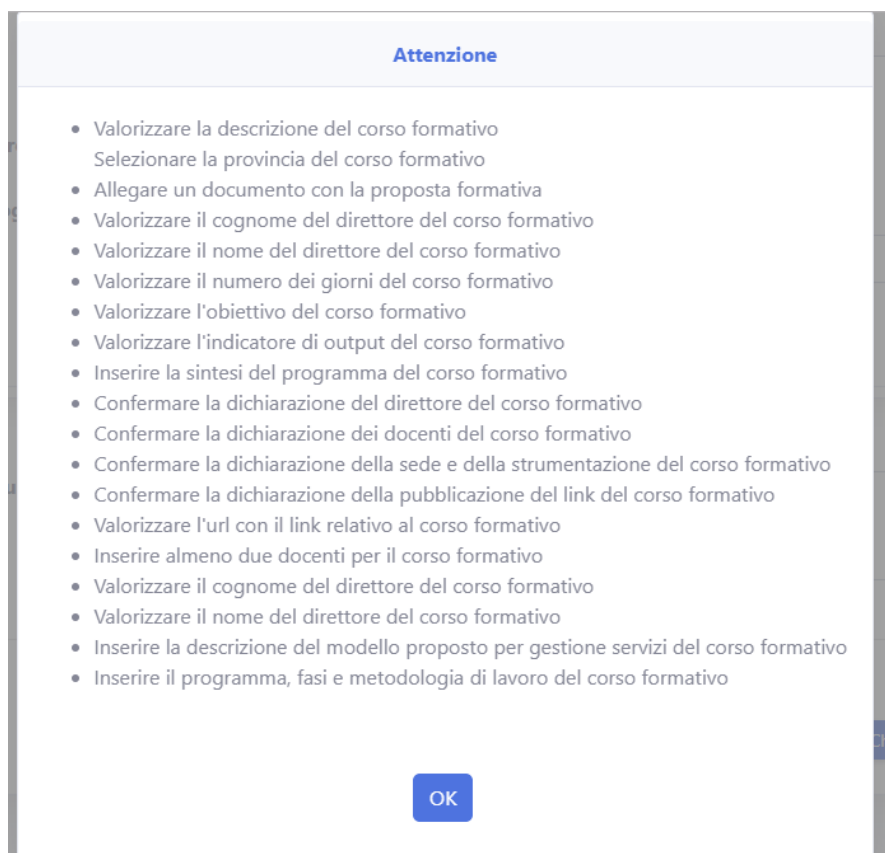 Attenzione
Valorizzare la descrizione del corso formativo
Selezionare la provincia del corso formativo
Allegare un documento con la proposta formativa
Valorizzare il cognome del direttore del corso formativo
Valorizzare il nome del direttore del corso formativo
Valorizzare il numero dei giorni del corso formativo
Valorizzare l'obiettivo del corso formativo
Valorizzare l'indicatore di output del corso formativo
Inserire la sintesi del programma del corso formativo
Confermare la dichiarazione del direttore del corso formativo
Confermare la dichiarazione dei docenti del corso formativo
Confermare la dichiarazione della sede e della strumentazione del corso formativo
Confermare la dichiarazione della pubblicazione del link del corso formativo
Valorizzare l'url con il link relativo al corso formativo
Inserire almeno due docenti per il corso formativo
Valorizzare il cognome del direttore del corso formativo
Valorizzare il nome del direttore del corso formativo
Inserire la descrizione del modello proposto per gestione servizi del corso formativo
Inserire il programma, fasi e metodologia di lavoro del corso formativo
OK